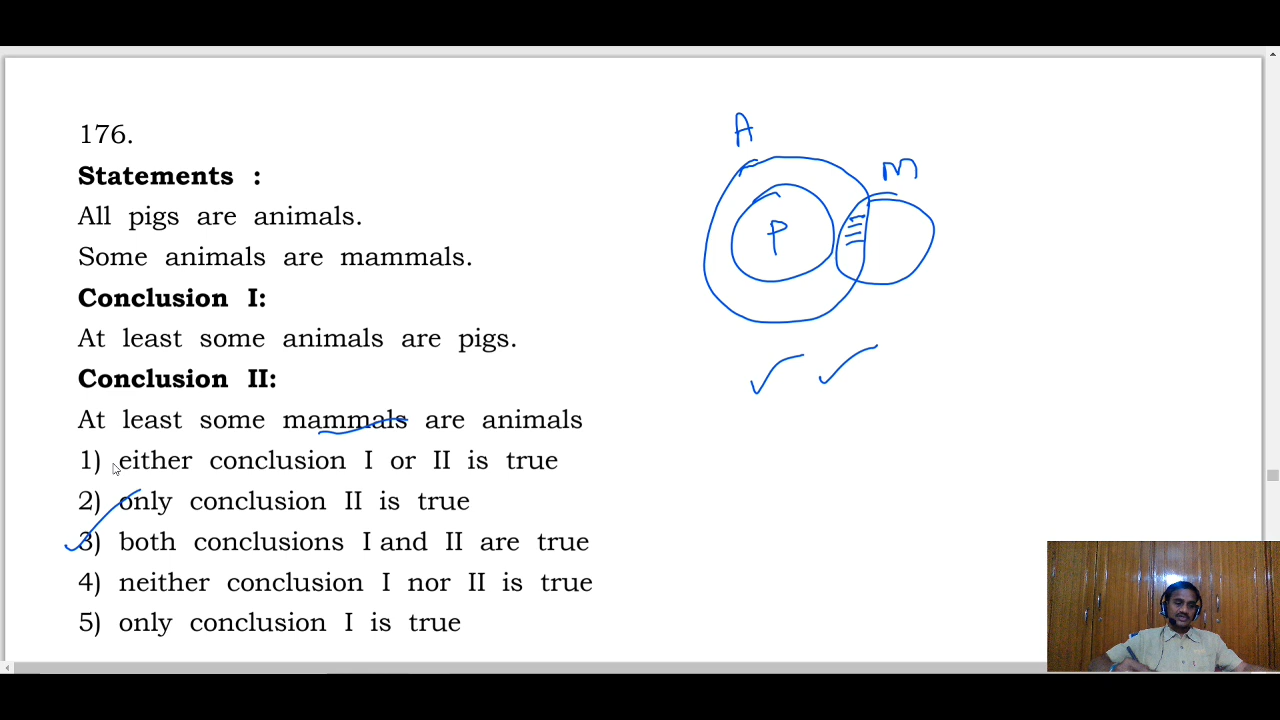 176.
Statements :
All pigs are animals.
Some animals are mammals.
Conclusion I:
At least some animals are pigs.
Conclusion II:
At least some mammals are animals
1) either conclusion I or II is true
2) only conclusion II is true
3) both conclusions I and II are true
4) neither conclusion I nor II is true
5) only conclusion I is true
A
M
P